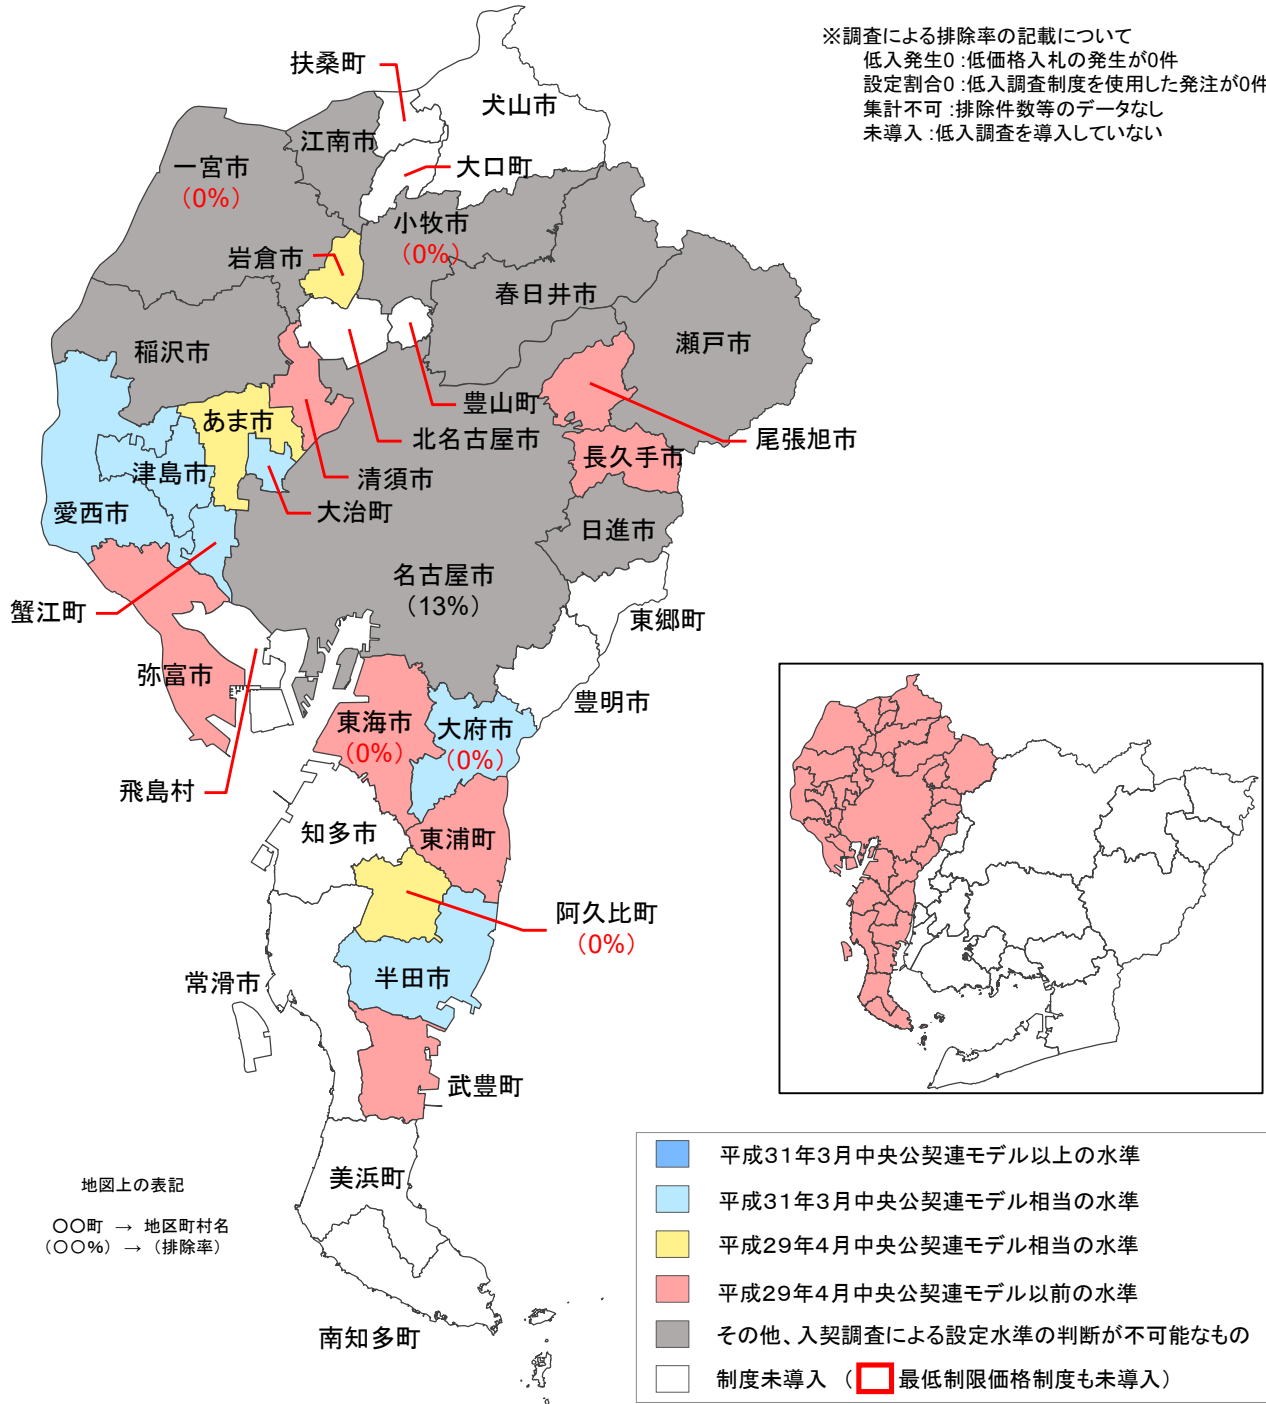 ※調査による排除率の記載について
低入発生0:低価格入札の発生が0件
設定割合0:低入調査制度を使用した発注が0件
集計不可:排除件数等のデータなし
未導入:低入調査を導入していない
扶桑町
犬山市
江南市
一宮市
(0%)
大口町
小牧市
(0%)
岩倉市
春日井市
稲沢市
瀬戸市
豊山町
あま市
北名古屋市
尾張旭市
長久手市
津島市
清須市
愛西市
大治町
日進市
名古屋市
(13%)
蟹江町
東郷町
弥富市
豊明市
東海市
(0%)
大府市
(0%)
飛島村
知多市
東浦町
阿久比町
(0%)
常滑市
半田市
武豊町
美浜町
南知多町
地図上の表記
〇〇町 → 地区町村名
(〇〇%) → (排除率)
平成31年3月中央公契連モデル以上の水準
平成31年3月中央公契連モデル相当の水準
平成29年4月中央公契連モデル相当の水準
平成29年4月中央公契連モデル以前の水準
その他、入契調査による設定水準の判断が不可能なもの
制度未導入 ( 最低制限価格制度も未導入)